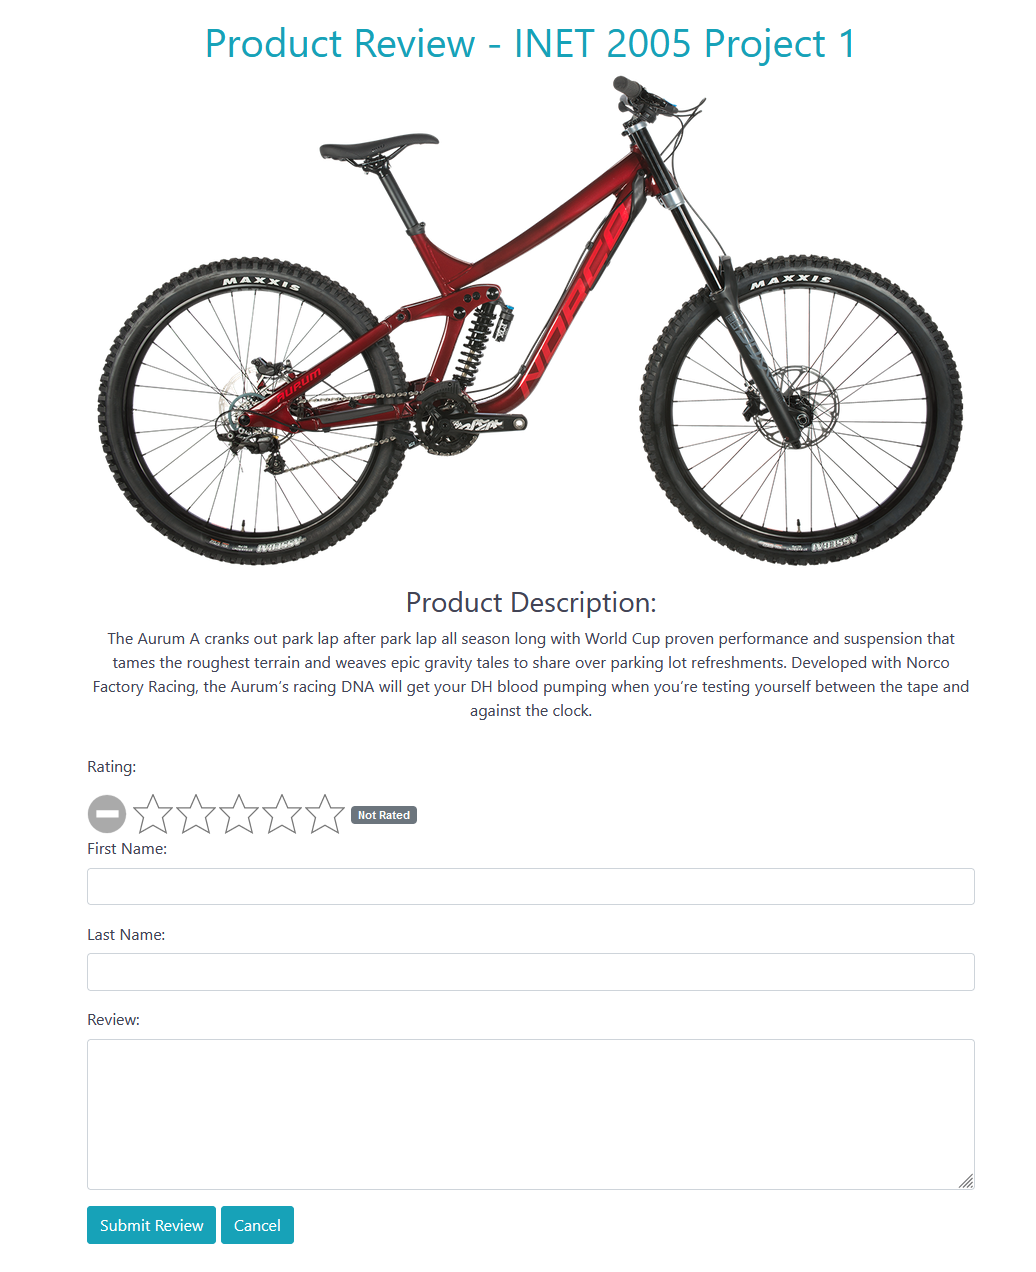 Product Review - INET 2005 Project 1
MAXXIS
MAXXIS
NORCO
FOX
AURUM
ASSEGAI
ASSEGAI
Product Description:
The Aurum A cranks out park lap after park lap all season long with World Cup proven performance and suspension that
tames the roughest terrain and weaves epic gravity tales to share over parking lot refreshments. Developed with Norco
Factory Racing, the Aurum’s racing DNA will get your DH blood pumping when you’re testing yourself between the tape and
against the clock.
Rating:
Not Rated
First Name:
Last Name:
Review:
Submit Review Cancel